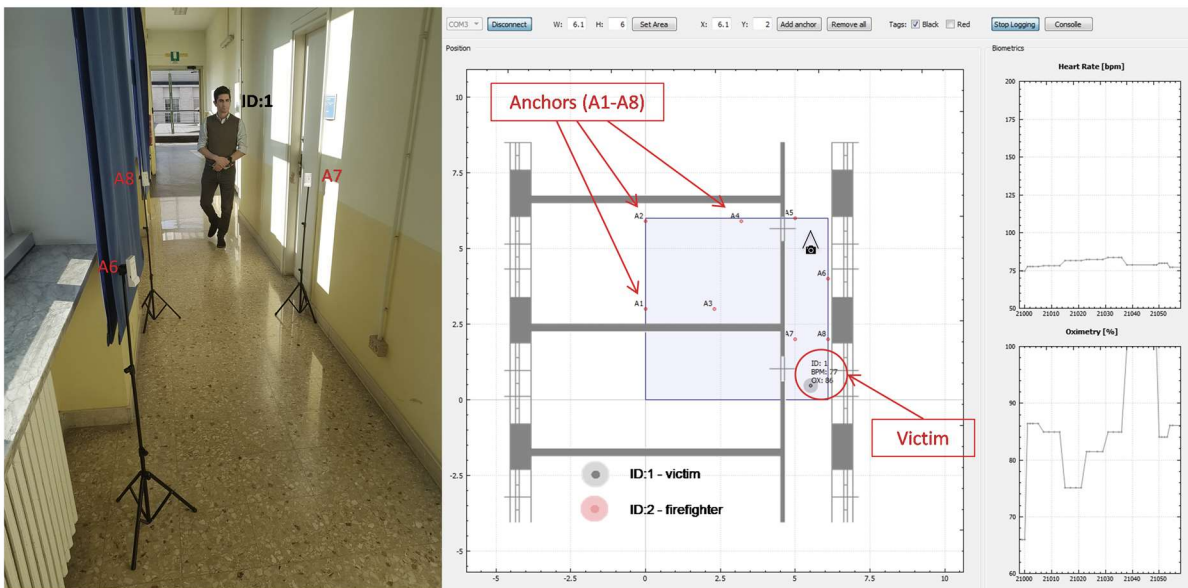 ID:1
A8
A7
A6
COM3 Disconnect W: 6.1 H: 6 Set Area X: 6.1 Y: 2 Add anchor Remove all Tags: Black Red Stop Logging Consolle
Position
Anchors (A1-A8)
10
7.5
5
2.5
0
-2.5
-5
-5 -2.5 0 2.5 5 7.5 10
A2
A4
A5
A6
A1
A3
A7
A8
ID: 1
BPM: 77
OX: 86
Victim
ID:1 - victim
ID:2 - firefighter
Biometrics
Heart Rate [bpm]
200
175
150
125
100
75
50
21000 21010 21020 21030 21040 21050
Oximetry [%]
100
90
80
70
60
21000 21010 21020 21030 21040 21050